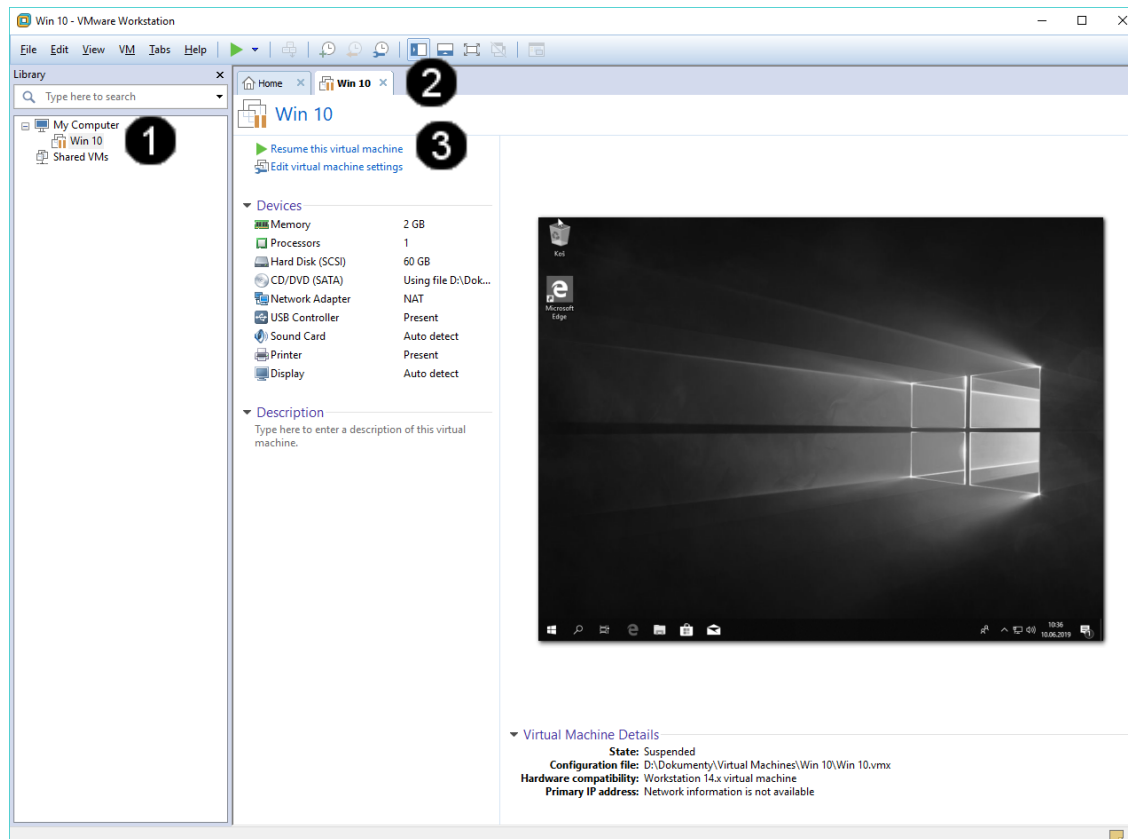 Win 10 - VMware Workstation
File Edit View VM Tabs Help
Library
Type here to search
My Computer
Win 10
Shared VMs
1
Home
Win 10
2
Win 10
Resume this virtual machine
3
Edit virtual machine settings
Devices
Memory 2 GB
Processors 1
Hard Disk (SCSI) 60 GB
CD/DVD (SATA) Using file D:\Dok...
Network Adapter NAT
USB Controller Present
Sound Card Auto detect
Printer Present
Display Auto detect
Description
Type here to enter a description of this virtual
machine.
Koš
Microsoft
Edge
10:36
10.06.2019
Virtual Machine Details
State: Suspended
Configuration file: D:\Dokumenty\Virtual Machines\Win 10\Win 10.vmx
Hardware compatibility: Workstation 14.x virtual machine
Primary IP address: Network information is not available